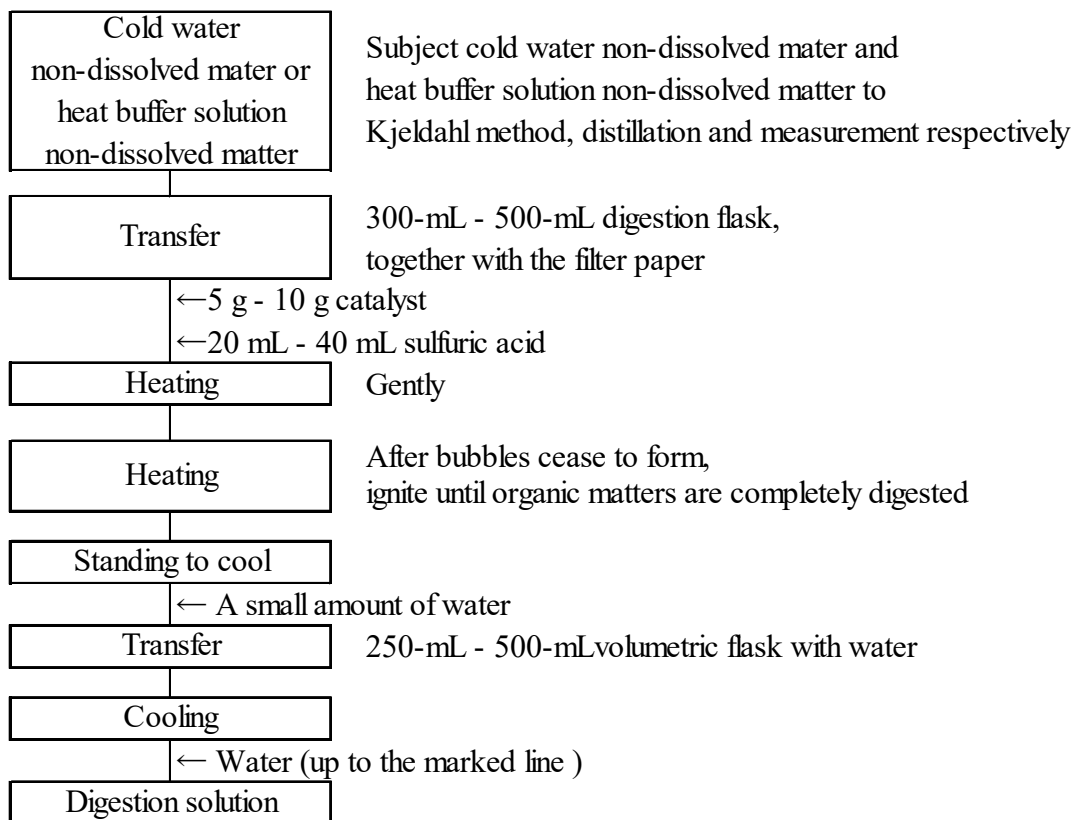 Cold water
non-dissolved mater or
heat buffer solution
non-dissolved matter
Subject cold water non-dissolved mater and
heat buffer solution non-dissolved matter to
Kjeldahl method, distillation and measurement respectively
Transfer
300-mL - 500-mL digestion flask,
together with the filter paper
←5 g - 10 g catalyst
←20 mL - 40 mL sulfuric acid
Heating
Gently
Heating
After bubbles cease to form,
ignite until organic matters are completely digested
Standing to cool
← A small amount of water
Transfer
250-mL - 500-mLvolumetric flask with water
Cooling
← Water (up to the marked line )
Digestion solution